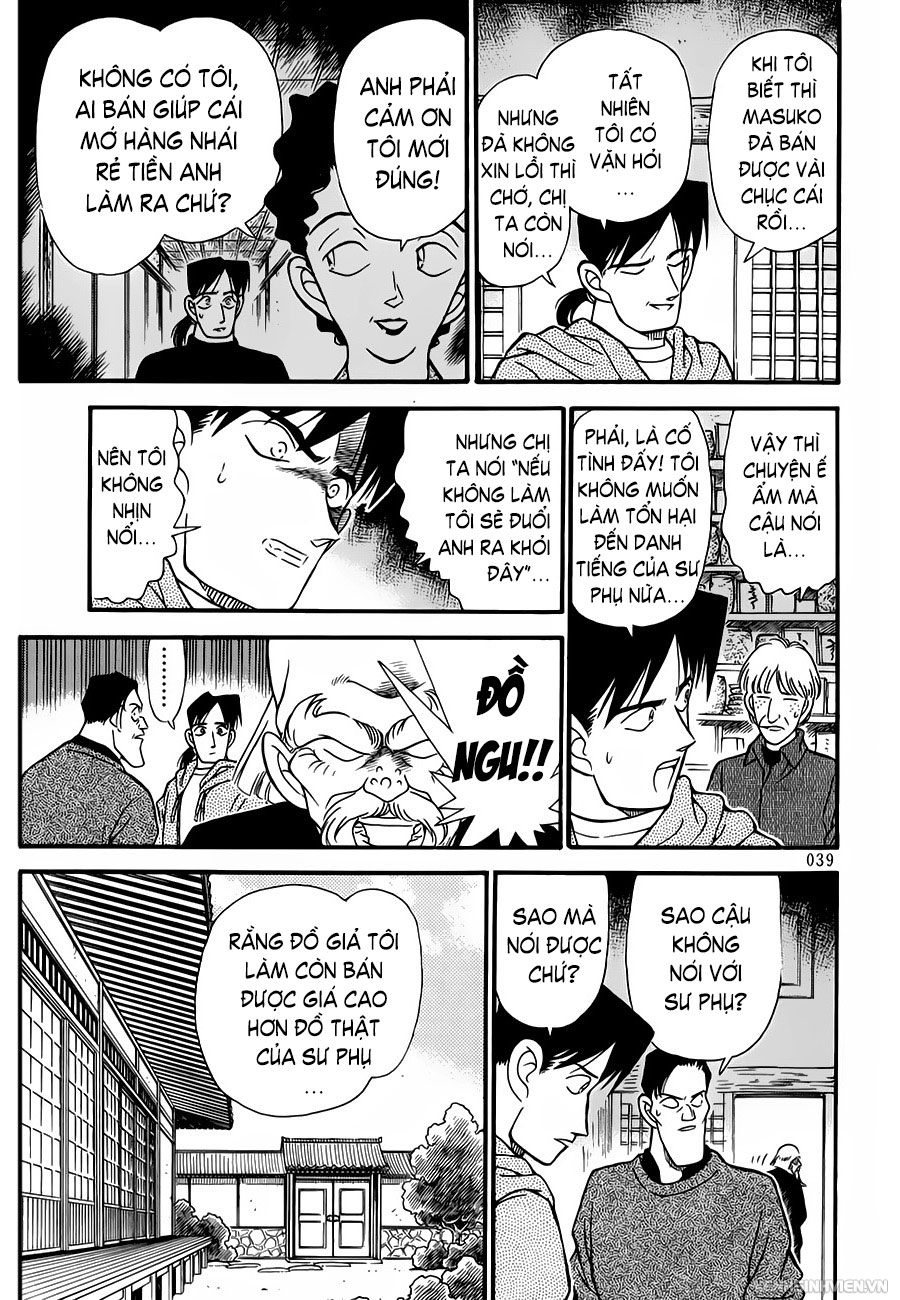 KHI TÔI
BIẾT THÌ
MASUKO
ĐÃ BÁN
ĐƯỢC VÀI
CHỤC CÁI
RỒI...
TẤT
NHIÊN
TÔI CÓ
VẶN HỎI
...
NHƯNG
ĐÃ KHÔNG
XIN LỖI THÌ
CHỚ, CHỊ
TA CÒN
NÓI...
ANH PHẢI
CẢM ƠN
TÔI MỚI
ĐÚNG!
KHÔNG CÓ TÔI,
AI BÁN GIÚP CÁI
MỚ HÀNG NHÁI
RẺ TIỀN ANH
LÀM RA CHỨ?
VẬY THÌ
CHUYỆN Ế
ẨM MÀ
CẬU NÓI
LÀ...
PHẢI, LÀ CỐ
TÌNH ĐẤY! TÔI
KHÔNG MUỐN
LÀM TỔN HẠI
ĐẾN DANH
TIẾNG CỦA SƯ
PHỤ NỮA...
NHƯNG CHỊ
TA NÓI "NẾU
KHÔNG LÀM
TÔI SẼ ĐUỔI
ANH RA KHỎI
ĐÂY"...
NÊN TÔI
KHÔNG
NHỊN
NỔI...
ĐỒ
NGU!!
........
039
SAO CẬU
KHÔNG
NÓI VỚI
SƯ PHỤ?
SAO MÀ
NÓI ĐƯỢC
CHỨ?
RẰNG ĐỒ GIẢ TÔI
LÀM CÒN BÁN
ĐƯỢC GIÁ CAO
HƠN ĐỒ THẬT
CỦA SƯ PHỤ
...